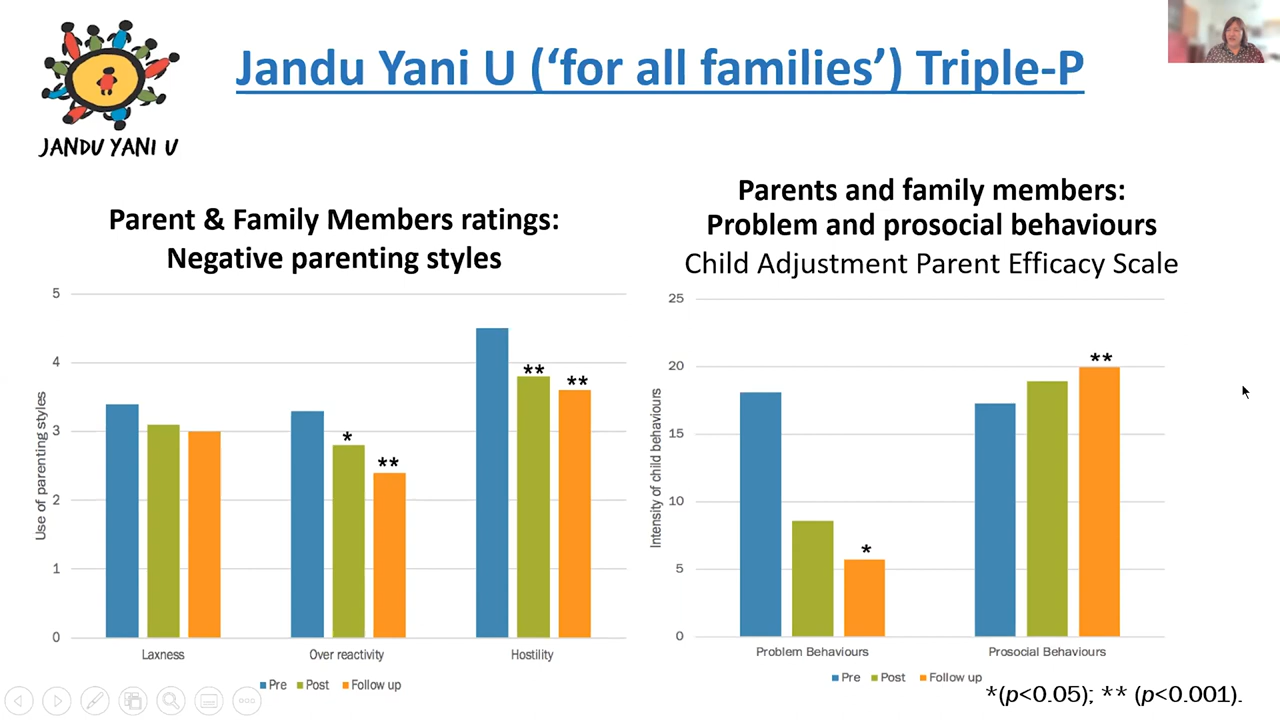 Jandu Yani U (‘for all families’) Triple-P
JANDU YANI U
Parent & Family Members ratings:
Negative parenting styles
5
4
3
2
1
0
Use of parenting styles
*
**
**
**
Laxness
Over reactivity
Hostility
Pre
Post
Follow up
Parents and family members:
Problem and prosocial behaviours
Child Adjustment Parent Efficacy Scale
25
20
15
10
5
0
Intensity of child behaviours
*
**
Problem Behaviours
Prosocial Behaviours
Pre
Post
Follow up
*(p<0.05); ** (p<0.001).